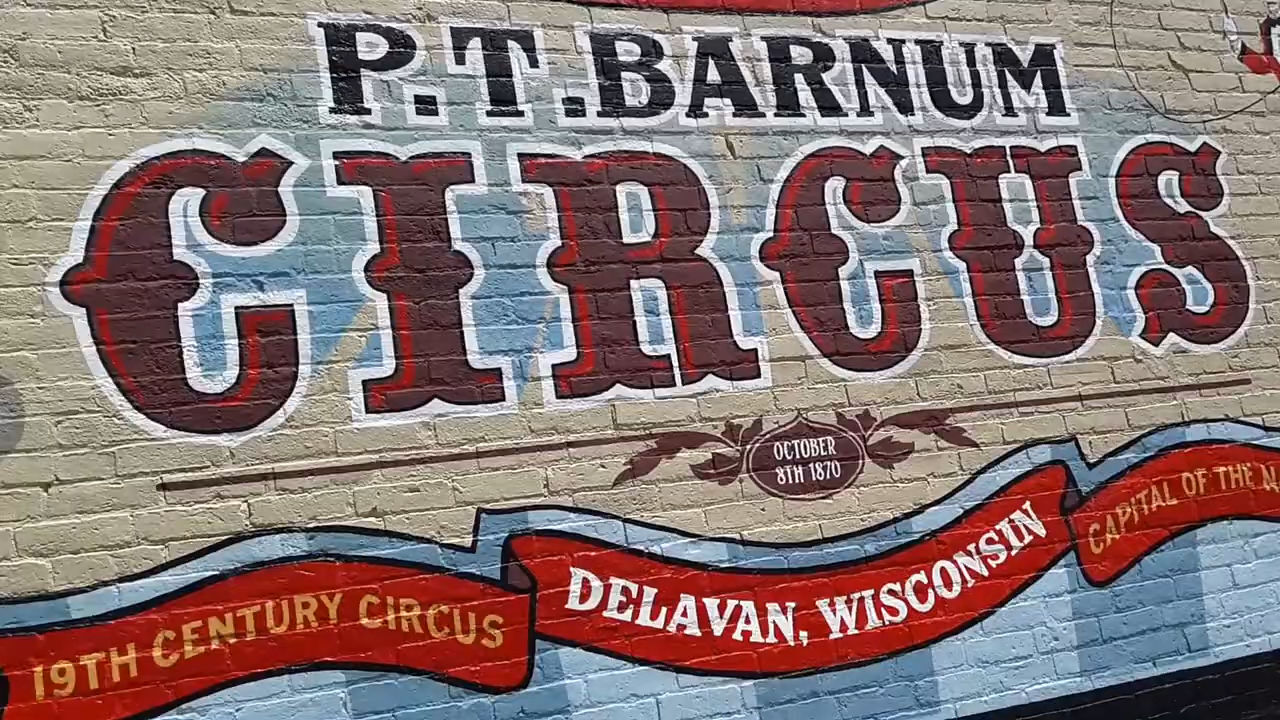 P.T. BARNUM
CIRCUS
OCTOBER
8TH 1870
19TH CENTURY CIRCUS
DELAVAN, WISCONSIN
CAPITAL OF THE N